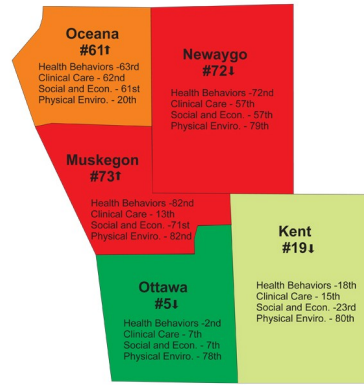 Oceana
#61⬆
Health Behaviors -63rd
Clinical Care - 62nd
Social and Econ. - 61st
Physical Enviro. - 20th
Newaygo
#72⬇
Health Behaviors -72nd
Clinical Care - 57th
Social and Econ. - 57th
Physical Enviro. - 79th
Muskegon
#73⬆
Health Behaviors -82nd
Clinical Care - 13th
Social and Econ. -71st
Physical Enviro. - 82nd
Kent
#19⬇
Health Behaviors -18th
Clinical Care - 15th
Social and Econ. -23rd
Physical Enviro. - 80th
Ottawa
#5⬇
Health Behaviors -2nd
Clinical Care - 7th
Social and Econ. - 7th
Physical Enviro. - 78th